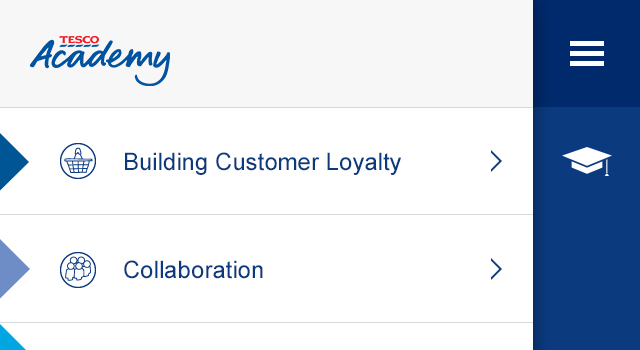 TESCO
Academy
Building Customer Loyalty
Collaboration